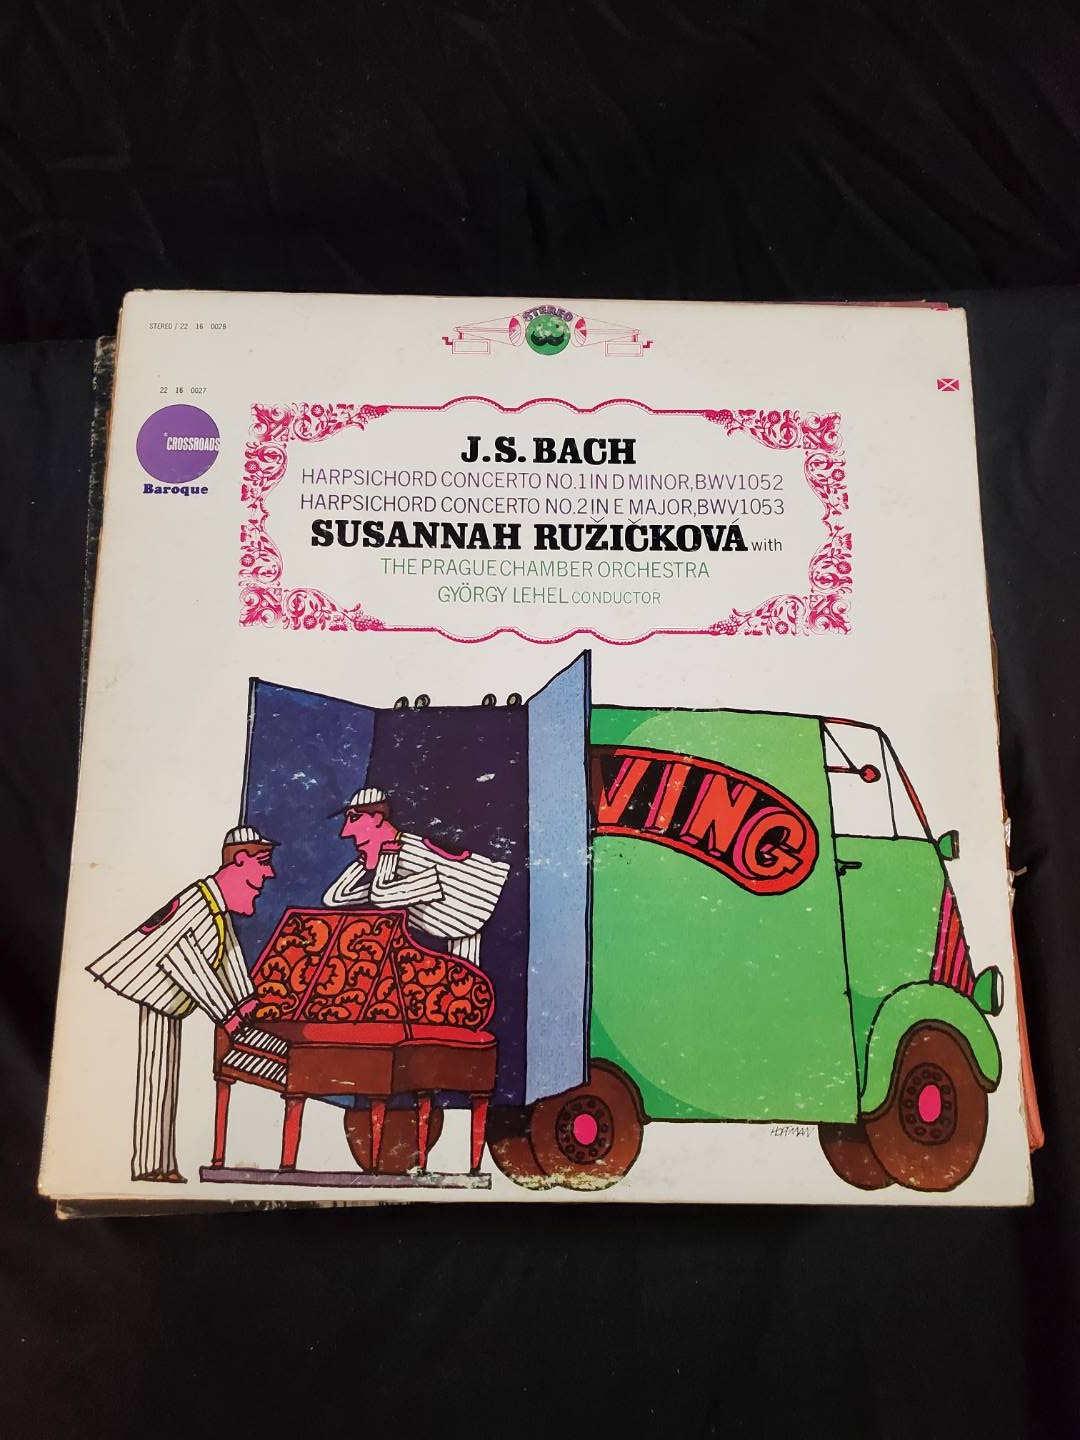 STEREO / 22 16 0028
STEREO
22 16 0027
CROSSROADS
Baroque
J.S. BACH
HARPSICHORD CONCERTO NO.1 IN D MINOR, BWV1052
HARPSICHORD CONCERTO NO.2 IN E MAJOR, BWV1053
SUSANNAH RUŽIČKOVÁ with
THE PRAGUE CHAMBER ORCHESTRA
GYÖRGY LEHEL CONDUCTOR
VING
HOFFMAN